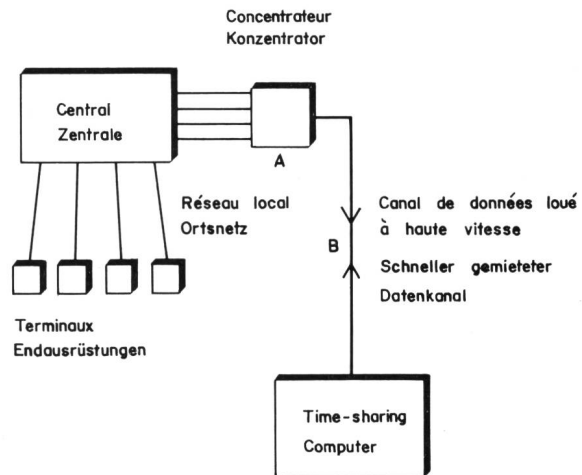 Concentrateur
Konzentrator
Central
Zentrale
A
Réseau local
Ortsnetz
Canal de données loué
à haute vitesse
B
Schneller gemieteter
Datenkanal
Terminaux
Endausrüstungen
Time-sharing
Computer